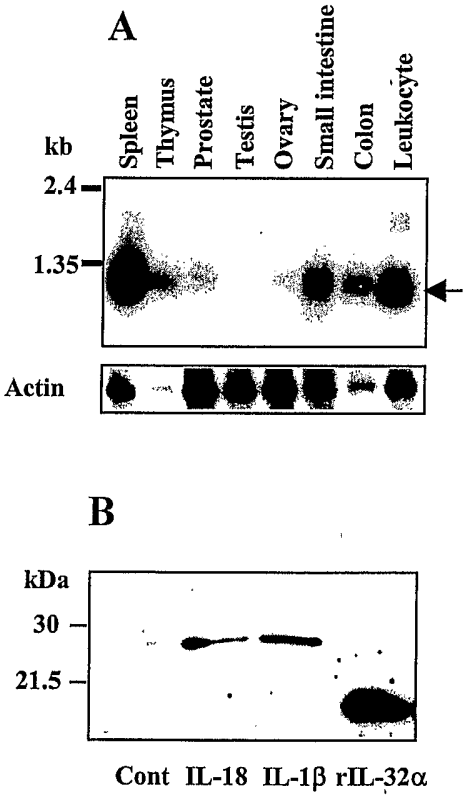 A
kb
Spleen
Thymus
Prostate
Testis
Ovary
Small intestine
Colon
Leukocyte
2.4
1.35
Actin
B
kDa
30
21.5
Cont IL-18 IL-1β rIL-32α